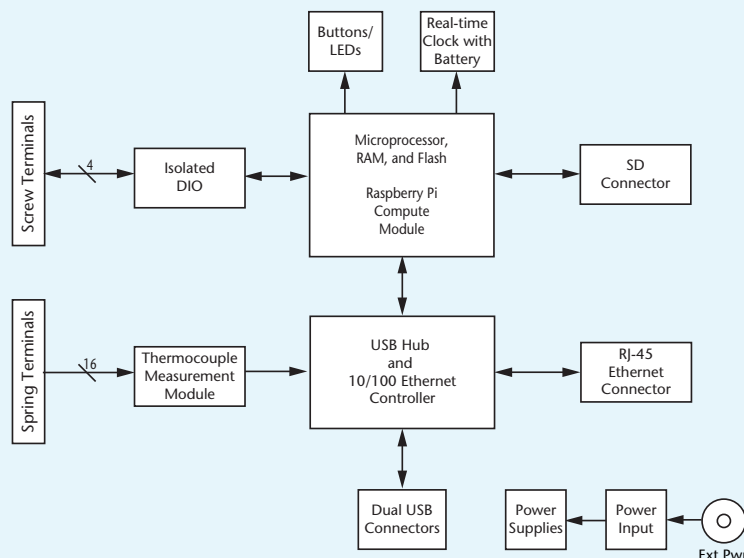 Buttons/
LEDs
Real-time
Clock with
Battery
Screw Terminals
4
Isolated
DIO
Microprocessor,
RAM, and Flash
Raspberry Pi
Compute
Module
SD
Connector
Spring Terminals
16
Thermocouple
Measurement
Module
USB Hub
and
10/100 Ethernet
Controller
RJ-45
Ethernet
Connector
Dual USB
Connectors
Power
Supplies
Power
Input
Ext Pwr